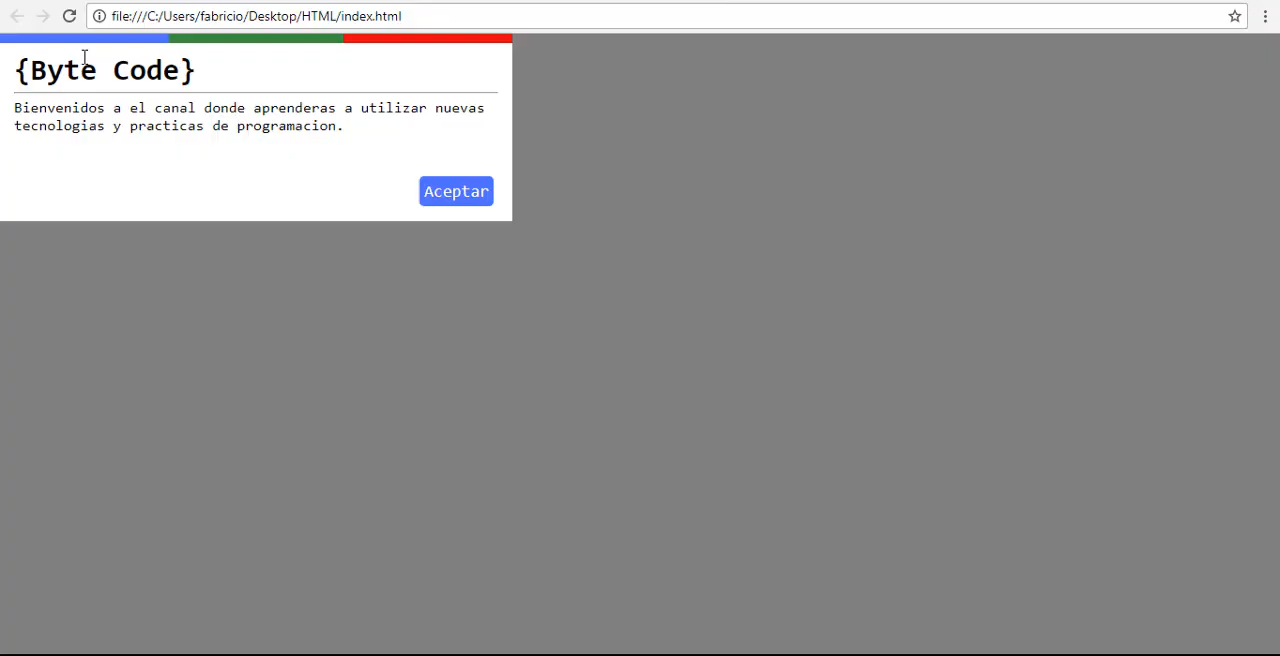 file:///C:/Users/fabricio/Desktop/HTML/index.html
{Byte Code}
Bienvenidos a el canal donde aprenderas a utilizar nuevas
tecnologias y practicas de programacion.
Aceptar